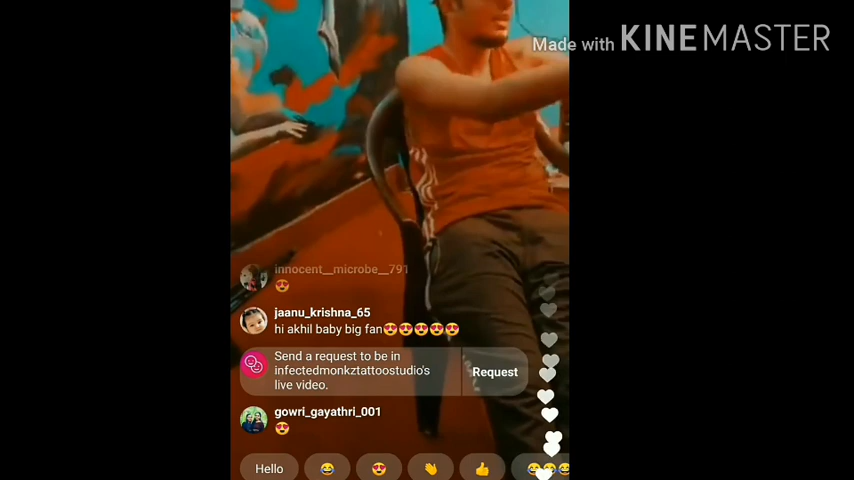 Made with KINEMASTER
innocent__microbe__791
😍
jaanu_krishna_65
hi akhil baby big fan😍😍😍😍😍
Send a request to be in
infectedmonkztattoostudio's
live video.
Request
gowri_gayathri_001
😍
Hello 😂 😍 👏 👍 😂😂😂